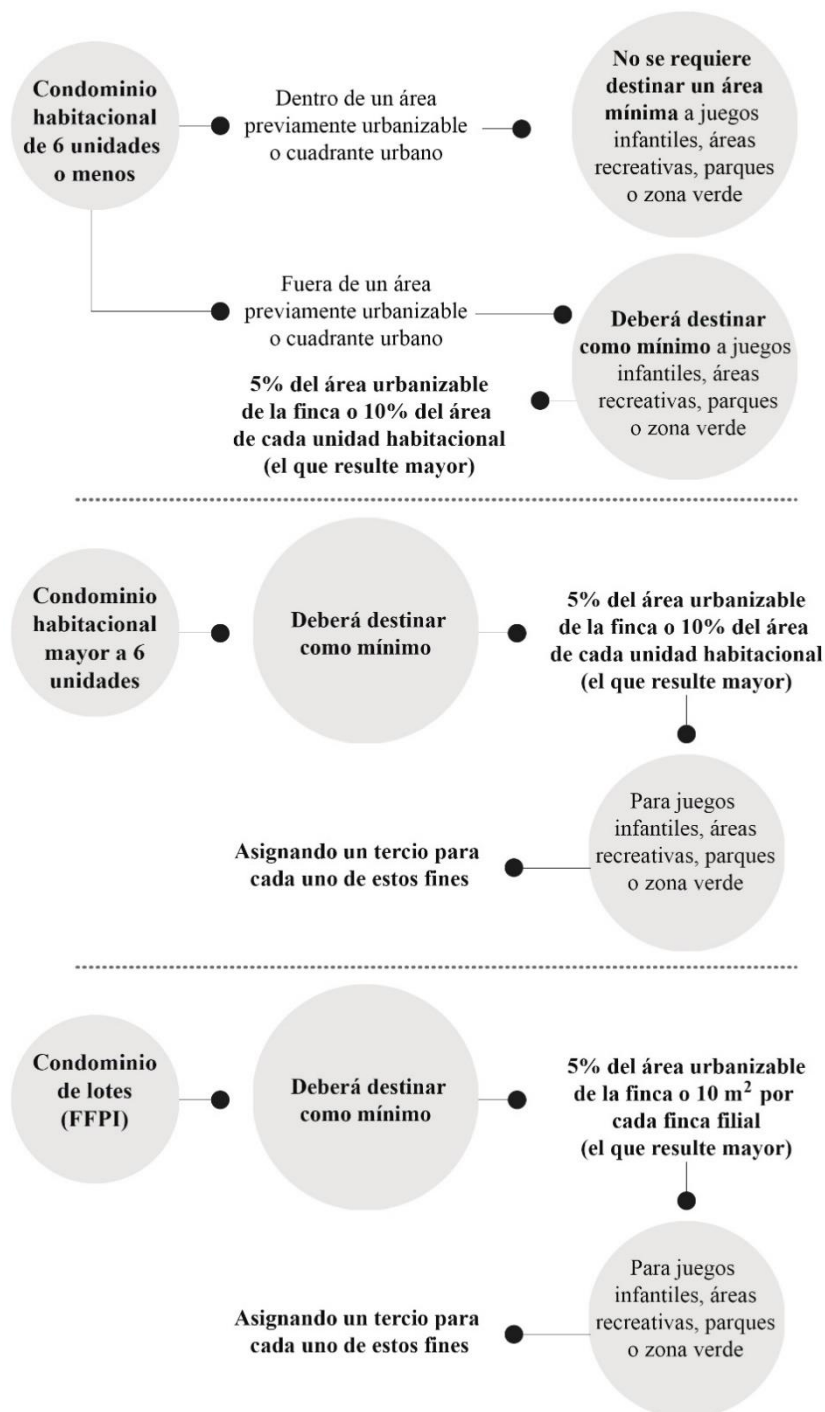 Condominio
habitacional
de 6 unidades
o menos
Dentro de un área
previamente urbanizable
o cuadrante urbano
No se requiere
destinar un área
mínima a juegos
infantiles, áreas
recreativas, parques
o zona verde
Fuera de un área
previamente urbanizable
o cuadrante urbano
Deberá destinar
como mínimo a juegos
infantiles, áreas
recreativas, parques
o zona verde
5% del área urbanizable
de la finca o 10% del área
de cada unidad habitacional
(el que resulte mayor)
Condominio
habitacional
mayor a 6
unidades
Deberá destinar
como mínimo
5% del área urbanizable
de la finca o 10% del área
de cada unidad habitacional
(el que resulte mayor)
Para juegos
infantiles, áreas
recreativas, parques
o zona verde
Asignando un tercio para
cada uno de estos fines
Condominio
de lotes
(FFPI)
Deberá destinar
como mínimo
5% del área urbanizable
de la finca o 10 m² por
cada finca filial
(el que resulte mayor)
Para juegos
infantiles, áreas
recreativas, parques
o zona verde
Asignando un tercio para
cada uno de estos fines